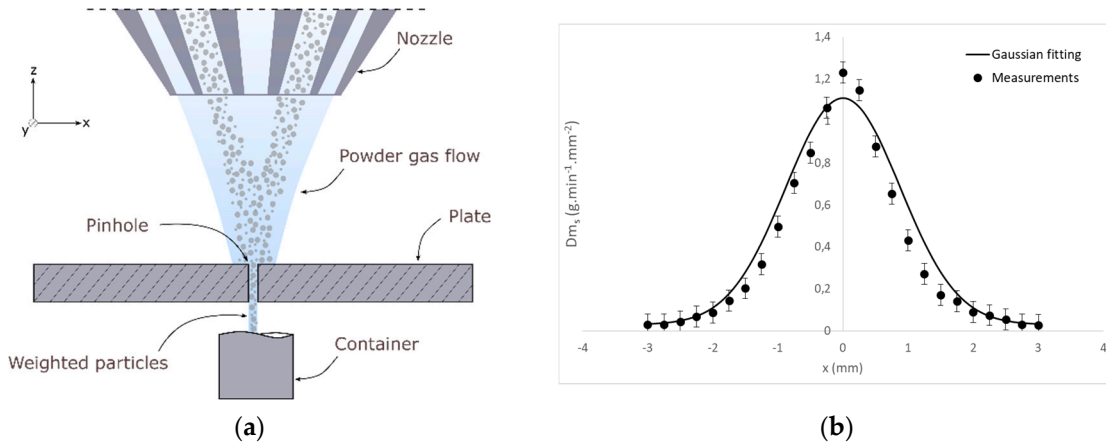 Nozzle
z
y
x
Powder gas flow
Pinhole
Plate
Weighted particles
Container
(a)
1,4
1,2
1
0,8
0,6
0,4
0,2
0
-4
-3
-2
-1
0
1
2
3
4
Dmₛ (g.min⁻¹.mm⁻²)
x (mm)
Gaussian fitting
Measurements
(b)